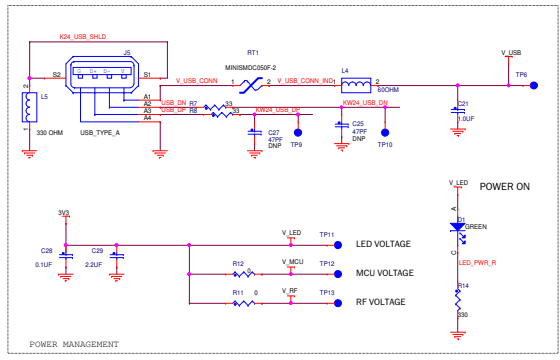 K24_USB_SHLD
J5
RT1
MINISMDC050F-2
V_USB
S2
G D- D+ V
S1
V_USB_CONN
1
2
V_USB_CONN_IND
1
L4
2
60OHM
TP6
2
L5
1
330 OHM
A1
A2
A3
A4
USB_DN
USB_DP
R7
R8
33
33
KW24_USB_DP
KW24_USB_DN
USB_TYPE_A
C27
47PF
DNP
TP9
C25
47PF
DNP
TP10
C21
1.0UF
V_LED
POWER ON
A
D1
GREEN
C
LED_PWR_R
R14
330
3V3
C28
0.1UF
C29
2.2UF
V_LED
TP11
LED VOLTAGE
R12
0
V_MCU
TP12
MCU VOLTAGE
R11
0
V_RF
TP13
RF VOLTAGE
POWER MANAGEMENT